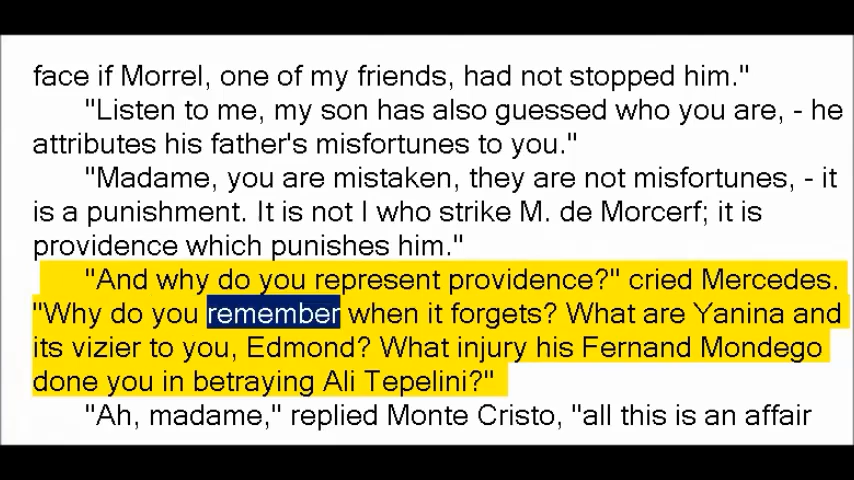 face if Morrel, one of my friends, had not stopped him."
"Listen to me, my son has also guessed who you are, - he
attributes his father's misfortunes to you."
"Madame, you are mistaken, they are not misfortunes, - it
is a punishment. It is not I who strike M. de Morcerf; it is
providence which punishes him."
"And why do you represent providence?" cried Mercedes.
"Why do you remember when it forgets? What are Yanina and
its vizier to you, Edmond? What injury his Fernand Mondego
done you in betraying Ali Tepelini?"
"Ah, madame," replied Monte Cristo, "all this is an affair